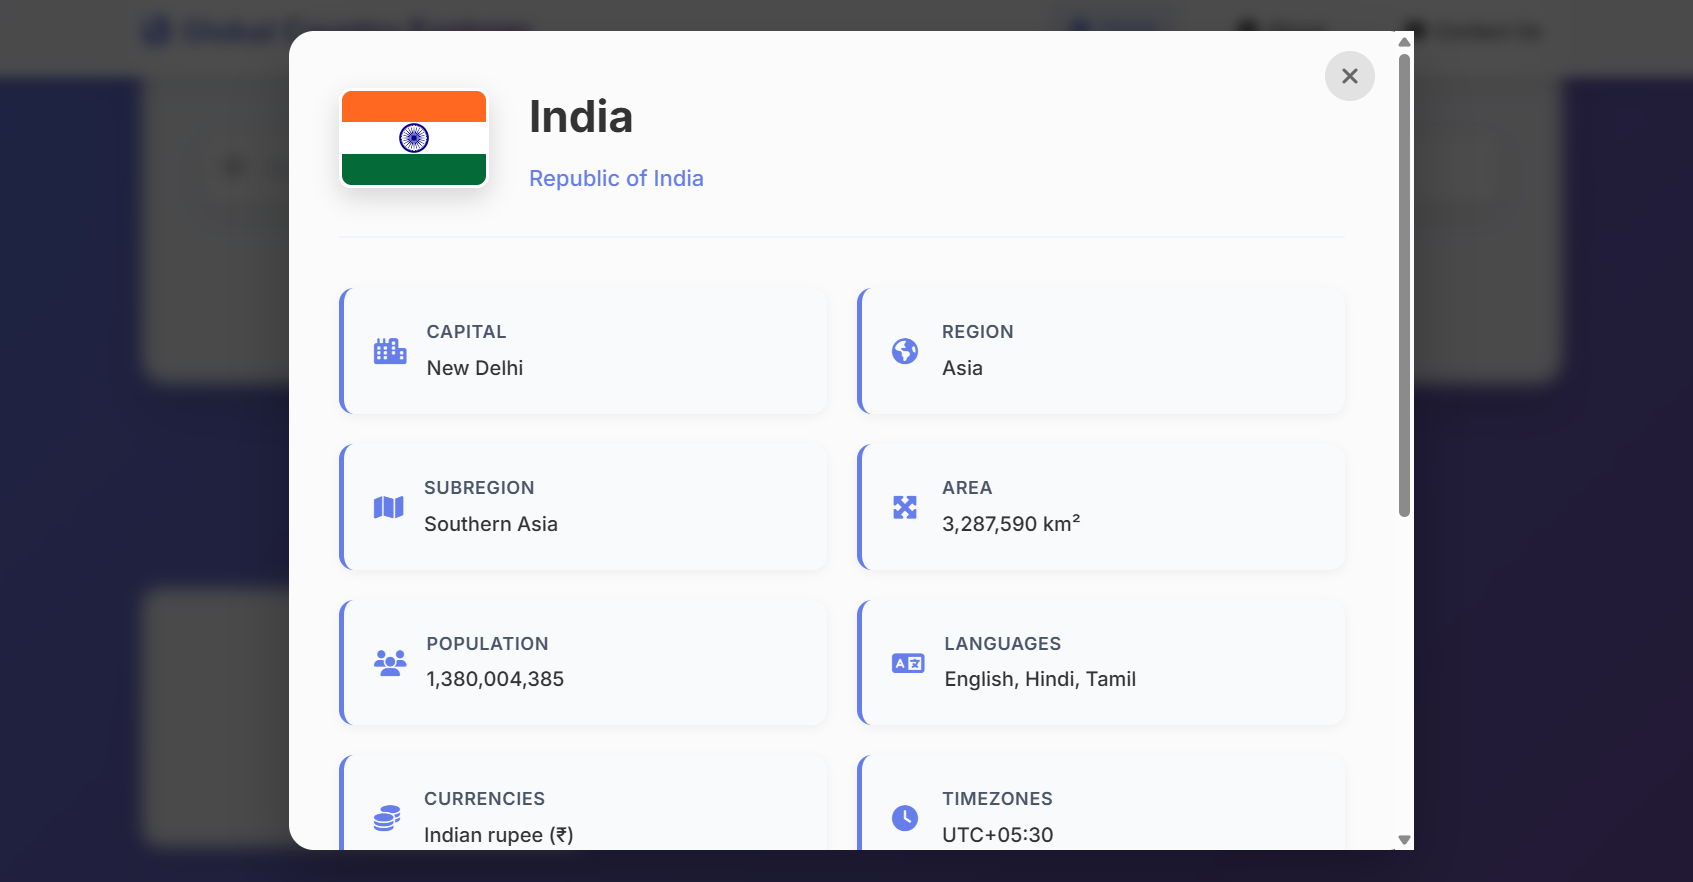 India
Republic of India
CAPITAL
New Delhi
REGION
Asia
SUBREGION
Southern Asia
AREA
3,287,590 km²
POPULATION
1,380,004,385
LANGUAGES
English, Hindi, Tamil
CURRENCIES
Indian rupee (₹)
TIMEZONES
UTC+05:30